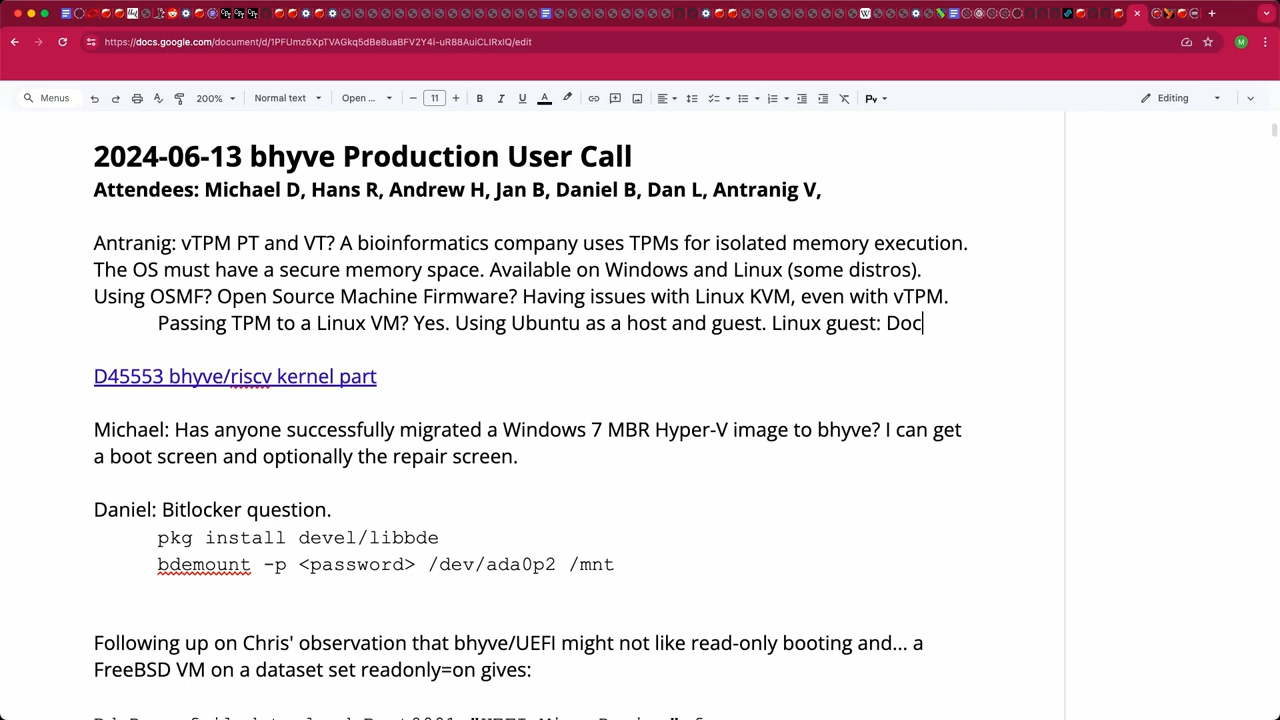 https://docs.google.com/document/d/1PFUmz6XpTVAGkq5dBe8uaBFV2Y4i-uR88AuiCLIRxIQ/edit
M
Menus 200% Normal text Open ... 11 B I U A Editing
2024-06-13 bhyve Production User Call
Attendees: Michael D, Hans R, Andrew H, Jan B, Daniel B, Dan L, Antranig V,
Antranig: vTPM PT and VT? A bioinformatics company uses TPMs for isolated memory execution.
The OS must have a secure memory space. Available on Windows and Linux (some distros).
Using OSMF? Open Source Machine Firmware? Having issues with Linux KVM, even with vTPM.
Passing TPM to a Linux VM? Yes. Using Ubuntu as a host and guest. Linux guest: Doc
D45553 bhyve/riscv kernel part
Michael: Has anyone successfully migrated a Windows 7 MBR Hyper-V image to bhyve? I can get
a boot screen and optionally the repair screen.
Daniel: Bitlocker question.
pkg install devel/libbde
bdemount -p <password> /dev/ada0p2 /mnt
Following up on Chris' observation that bhyve/UEFI might not like read-only booting and... a
FreeBSD VM on a dataset set readonly=on gives: